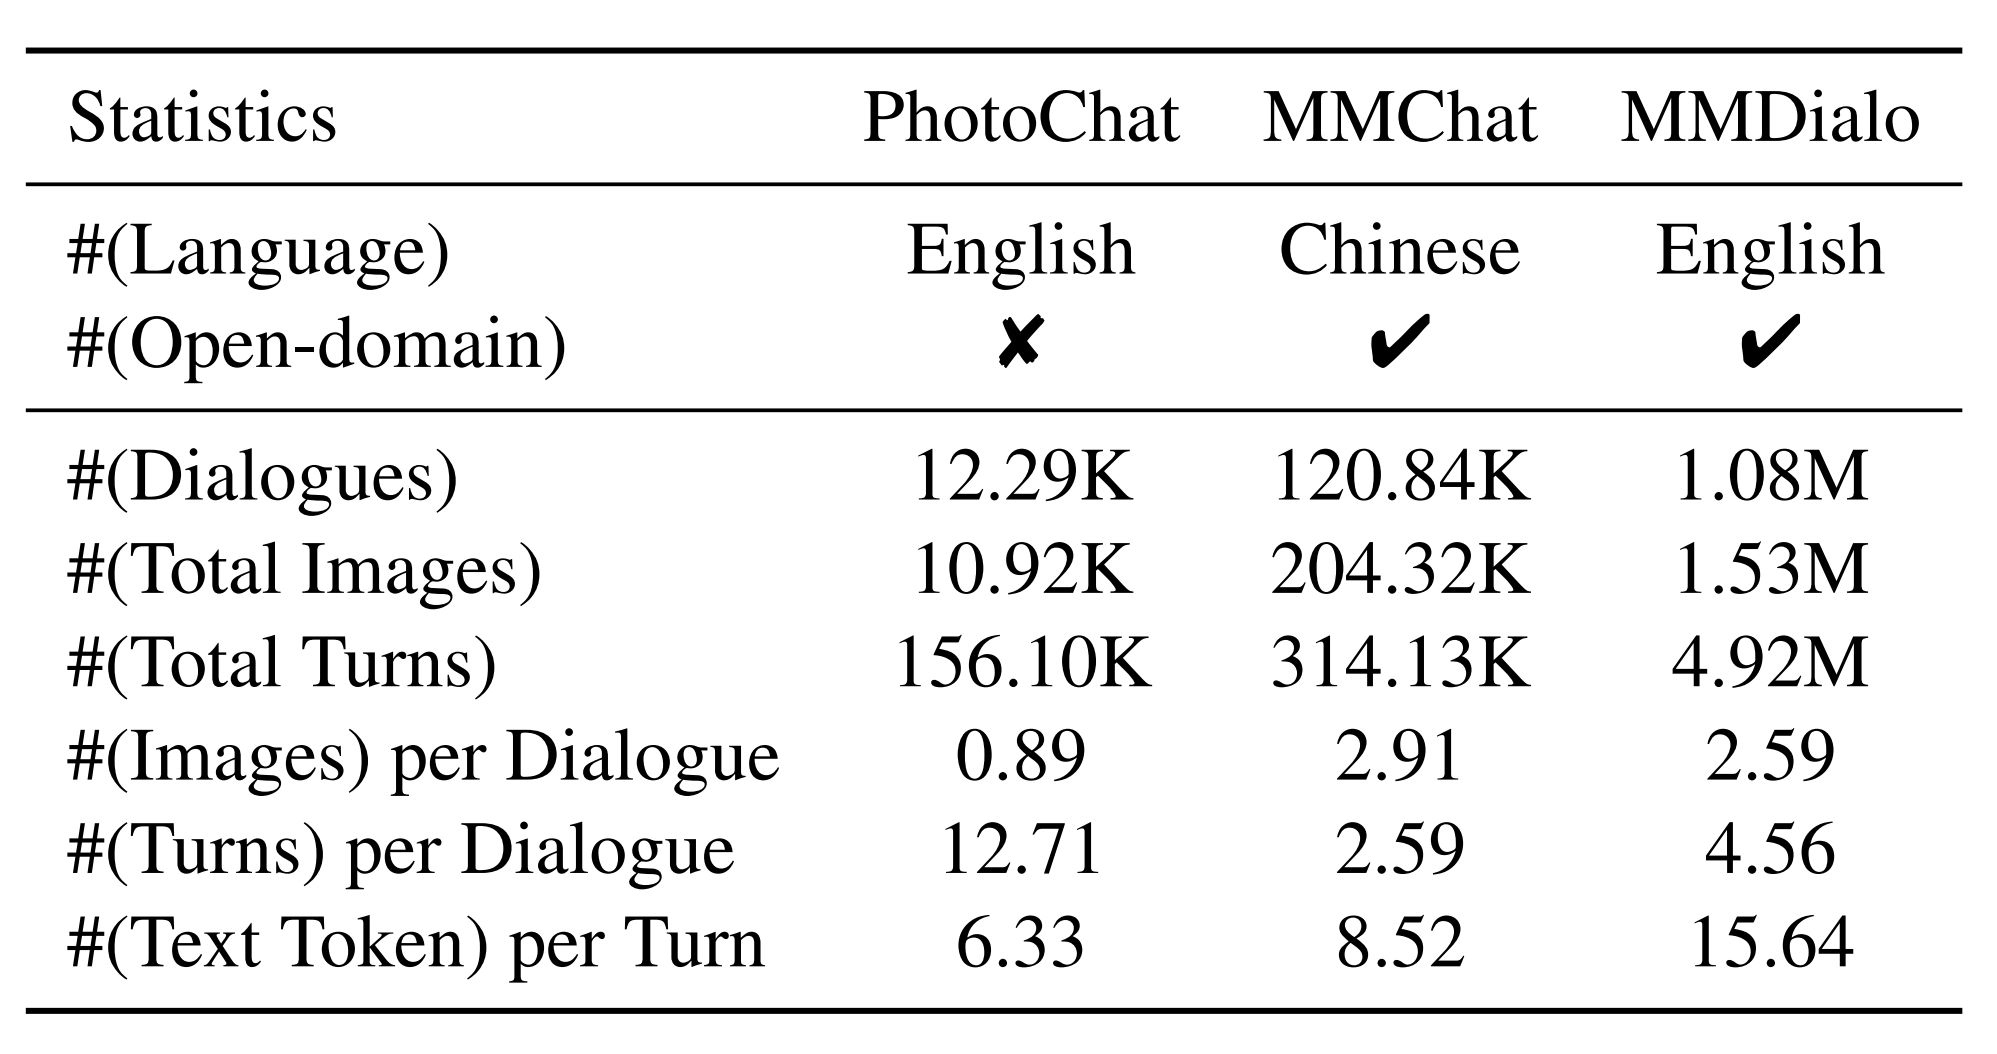 Statistics PhotoChat MMChat MMDialo
#(Language) English Chinese English
#(Open-domain) ✘ ✔ ✔
#(Dialogues) 12.29K 120.84K 1.08M
#(Total Images) 10.92K 204.32K 1.53M
#(Total Turns) 156.10K 314.13K 4.92M
#(Images) per Dialogue 0.89 2.91 2.59
#(Turns) per Dialogue 12.71 2.59 4.56
#(Text Token) per Turn 6.33 8.52 15.64